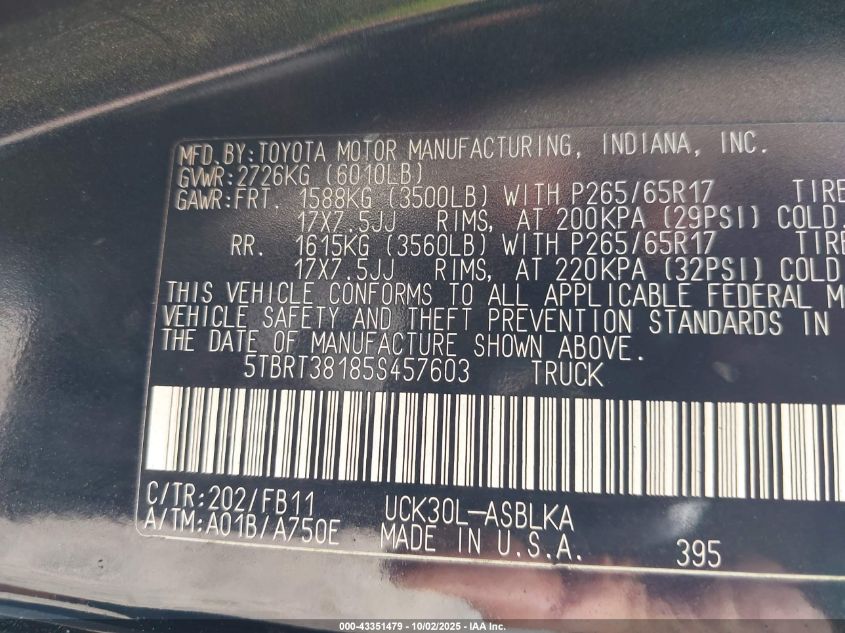 MFD. BY: TOYOTA MOTOR MANUFACTURING, INDIANA, INC.
GVWR: 2726KG (6010LB)
GAWR: FRT. 1588KG (3500LB) WITH P265/65R17 TIRE
17X7.5JJ RIMS, AT 200KPA (29PSI) COLD.
RR. 1615KG (3560LB) WITH P265/65R17 TIRE
17X7.5JJ RIMS, AT 220KPA (32PSI) COLD
THIS VEHICLE CONFORMS TO ALL APPLICABLE FEDERAL M
VEHICLE SAFETY AND THEFT PREVENTION STANDARDS IN
THE DATE OF MANUFACTURE SHOWN ABOVE.
5TBRT38185S457603 TRUCK
C/TR: 202/FB11 UCK30L-ASBLKA
A/TM: A01B/A750E MADE IN U.S.A. 395
000-43351479 - 10/02/2025 - IAA Inc.